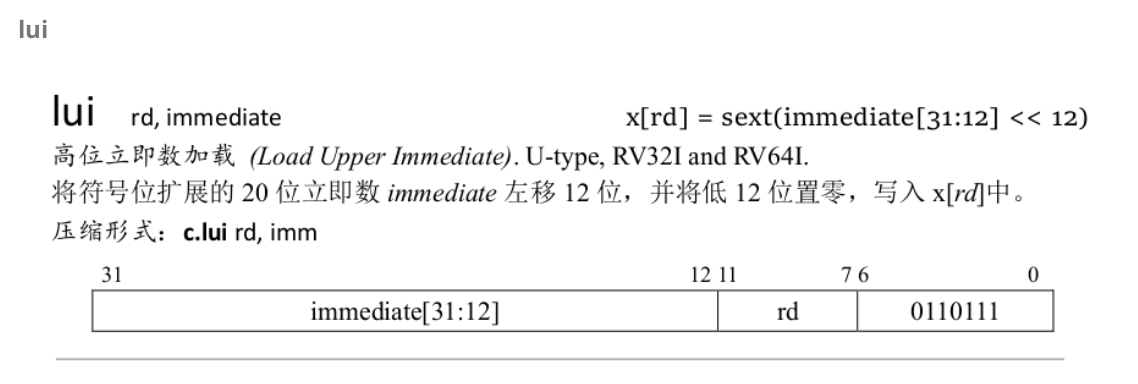 lui
lui rd, immediate x[rd] = sext(immediate[31:12] << 12)
高位立即数加载 (Load Upper Immediate). U-type, RV32I and RV64I.
将符号位扩展的 20 位立即数 immediate 左移 12 位，并将低 12 位置零，写入 x[rd]中。
压缩形式：c.lui rd, imm
31 12 11 7 6 0
immediate[31:12] rd 0110111